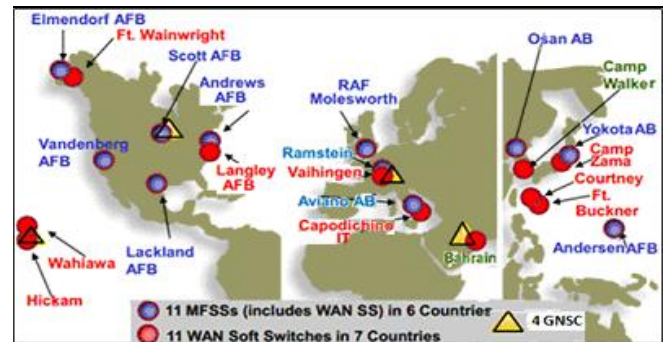 Elmendorf AFB
Ft. Wainwright
Scott AFB
Andrews
AFB
Vandenberg
AFB
Langley
AFB
Lackland
AFB
Wahiawa
Hickam
RAF
Molesworth
Ramstein
Vaihingen
Aviano AB
Capodichino
IT
Bahrain
Osan AB
Camp
Walker
Yokota AB
Camp
Zama
Courtney
Ft.
Buckner
Andersen AFB
11 MFSSs (includes WAN SS) in 6 Countries
11 WAN Soft Switches in 7 Countries
4 GNSC